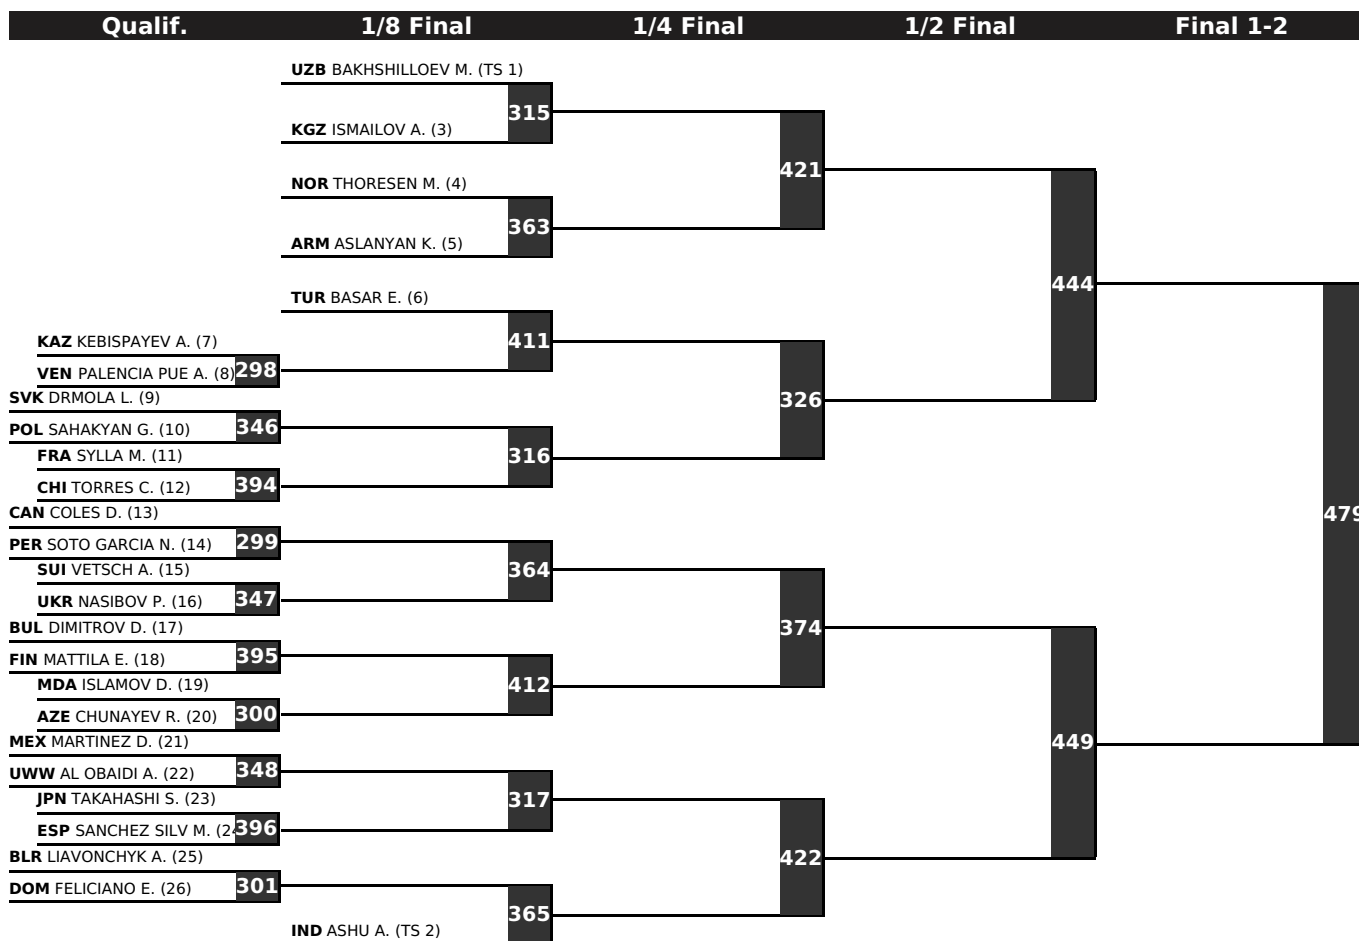 Qualif. 1/8 Final 1/4 Final 1/2 Final Final 1-2
UZB BAKHSHILLOEV M. (TS 1)
315
KGZ ISMAILOV A. (3)
421
NOR THORESEN M. (4)
363
ARM ASLANYAN K. (5)
444
TUR BASAR E. (6)
411
KAZ KEBISPAYEV A. (7)
VEN PALENCIA PUE A. (8) 298
SVK DRMOLA L. (9)
326
POL SAHAKYAN G. (10) 346
FRA SYLLA M. (11)
316
CHI TORRES C. (12) 394
CAN COLES D. (13)
479
PER SOTO GARCIA N. (14) 299
SUI VETSCH A. (15)
364
UKR NASIBOV P. (16) 347
BUL DIMITROV D. (17)
374
FIN MATTILA E. (18) 395
MDA ISLAMOV D. (19)
412
AZE CHUNAYEV R. (20) 300
MEX MARTINEZ D. (21)
449
UWW AL OBAIDI A. (22) 348
JPN TAKAHASHI S. (23)
317
ESP SANCHEZ SILV M. (24 396
BLR LIAVONCHYK A. (25)
422
DOM FELICIANO E. (26) 301
365
IND ASHU A. (TS 2)